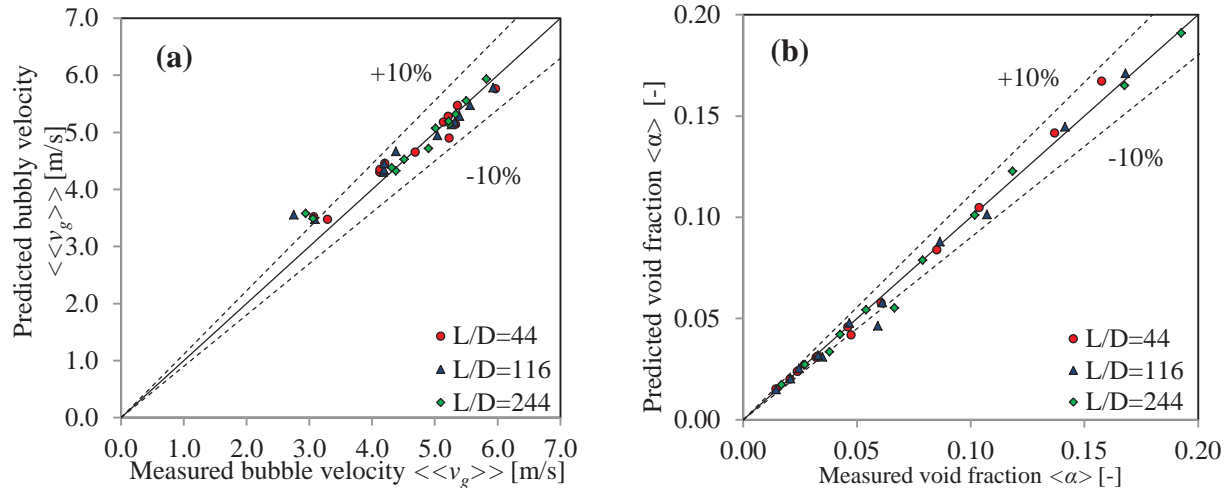 (a)
Predicted bubbly velocity
<<v_g>> [m/s]
7.0
6.0
5.0
4.0
3.0
2.0
1.0
0.0
+10%
-10%
L/D=44
L/D=116
L/D=244
0.0 1.0 2.0 3.0 4.0 5.0 6.0 7.0
Measured bubble velocity <<v_g>> [m/s]
(b)
Predicted void fraction <α> [-]
0.20
0.15
0.10
0.05
0.00
+10%
-10%
L/D=44
L/D=116
L/D=244
0.00 0.05 0.10 0.15 0.20
Measured void fraction <α> [-]